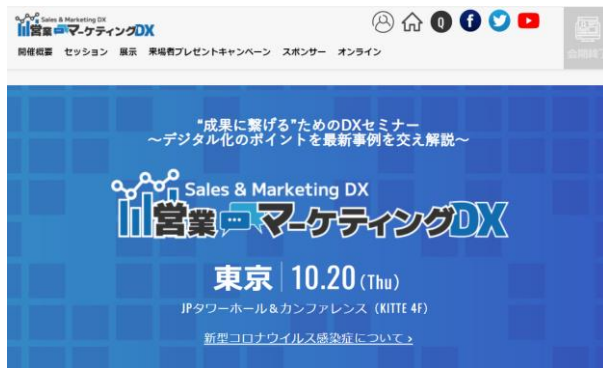 Sales & Marketing DX
営業マーケティングDX
Q
開催概要 セッション 展示 来場者プレゼントキャンペーン スポンサー オンライン
“成果に繋げる”ためのDXセミナー
～デジタル化のポイントを最新事例を交え解説～
Sales & Marketing DX
営業マーケティングDX
東京 10.20 (Thu)
JPタワーホール&カンファレンス (KITTE 4F)
新型コロナウイルス感染症について >